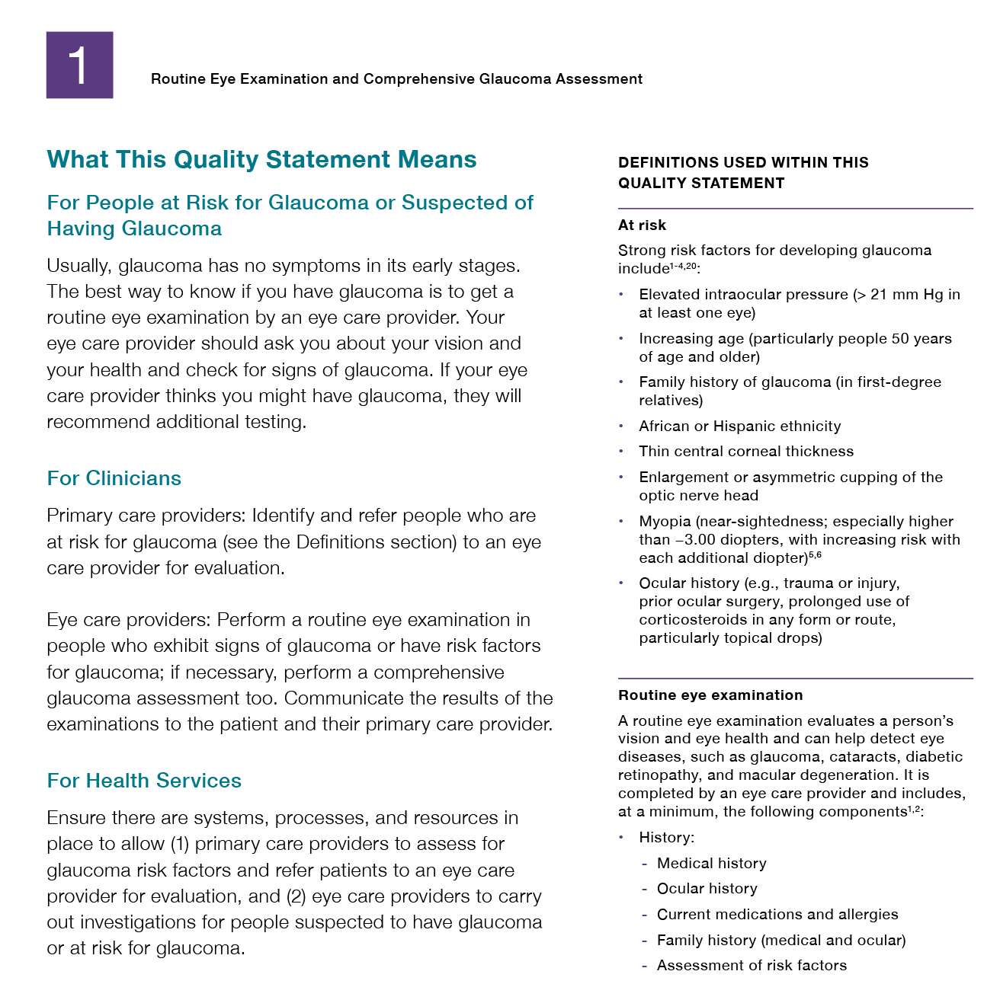 1
Routine Eye Examination and Comprehensive Glaucoma Assessment
What This Quality Statement Means
For People at Risk for Glaucoma or Suspected of
Having Glaucoma
Usually, glaucoma has no symptoms in its early stages.
The best way to know if you have glaucoma is to get a
routine eye examination by an eye care provider. Your
eye care provider should ask you about your vision and
your health and check for signs of glaucoma. If your eye
care provider thinks you might have glaucoma, they will
recommend additional testing.
For Clinicians
Primary care providers: Identify and refer people who are
at risk for glaucoma (see the Definitions section) to an eye
care provider for evaluation.
Eye care providers: Perform a routine eye examination in
people who exhibit signs of glaucoma or have risk factors
for glaucoma; if necessary, perform a comprehensive
glaucoma assessment too. Communicate the results of the
examinations to the patient and their primary care provider.
For Health Services
Ensure there are systems, processes, and resources in
place to allow (1) primary care providers to assess for
glaucoma risk factors and refer patients to an eye care
provider for evaluation, and (2) eye care providers to carry
out investigations for people suspected to have glaucoma
or at risk for glaucoma.
DEFINITIONS USED WITHIN THIS
QUALITY STATEMENT
At risk
Strong risk factors for developing glaucoma
include1-4,20:
• Elevated intraocular pressure (> 21 mm Hg in
at least one eye)
• Increasing age (particularly people 50 years
of age and older)
• Family history of glaucoma (in first-degree
relatives)
• African or Hispanic ethnicity
• Thin central corneal thickness
• Enlargement or asymmetric cupping of the
optic nerve head
• Myopia (near-sightedness; especially higher
than −3.00 diopters, with increasing risk with
each additional diopter)5,6
• Ocular history (e.g., trauma or injury,
prior ocular surgery, prolonged use of
corticosteroids in any form or route,
particularly topical drops)
Routine eye examination
A routine eye examination evaluates a person's
vision and eye health and can help detect eye
diseases, such as glaucoma, cataracts, diabetic
retinopathy, and macular degeneration. It is
completed by an eye care provider and includes,
at a minimum, the following components1,2:
• History:
- Medical history
- Ocular history
- Current medications and allergies
- Family history (medical and ocular)
- Assessment of risk factors